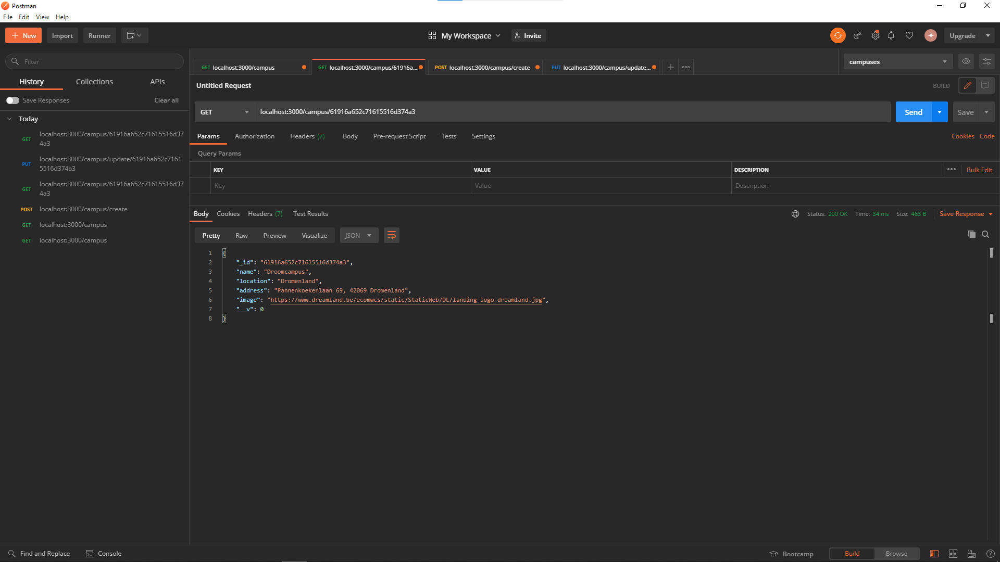 Postman
File Edit View Help
New Import Runner My Workspace Invite Upgrade
Filter
History Collections APIs
Save Responses Clear all
Today
GET localhost:3000/campus/61916a652c71615516d37
4a3
PUT localhost:3000/campus/update/61916a652c7161
5516d374a3
GET localhost:3000/campus/61916a652c71615516d37
4a3
POST localhost:3000/campus/create
GET localhost:3000/campus
GET localhost:3000/campus
GET localhost:3000/campus GET localhost:3000/campus/61916a... POST localhost:3000/campus/create PUT localhost:3000/campus/update... campuses
Untitled Request BUILD
GET localhost:3000/campus/61916a652c71615516d374a3 Send Save
Params Authorization Headers (7) Body Pre-request Script Tests Settings Cookies Code
Query Params
KEY VALUE DESCRIPTION Bulk Edit
Key Value Description
Body Cookies Headers (7) Test Results Status: 200 OK Time: 34 ms Size: 463 B Save Response
Pretty Raw Preview Visualize JSON
1 {
2 "_id": "61916a652c71615516d374a3",
3 "name": "Droomcampus",
4 "location": "Dromenland",
5 "address": "Pannenkoekenlaan 69, 42069 Dromenland",
6 "image": "https://www.dreamland.be/ecomwcs/static/StaticWeb/DL/landing-logo-dreamland.jpg",
7 "__v": 0
8 }
Find and Replace Console Bootcamp Build Browse